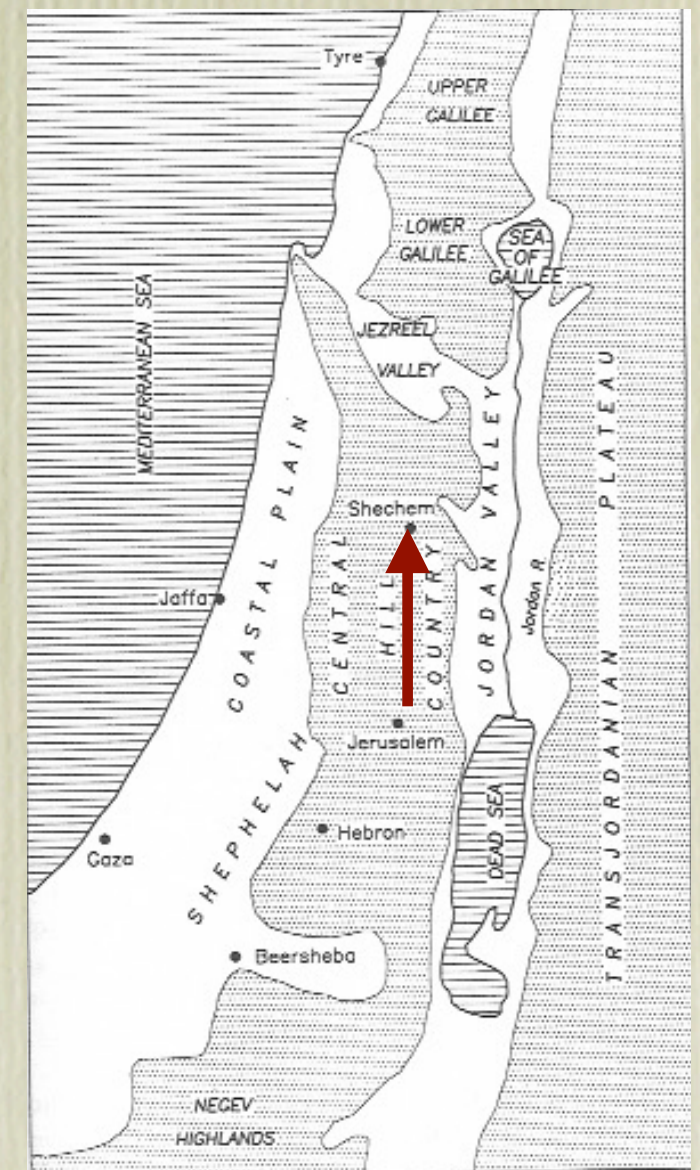 Tyre
UPPER
GALILEE
LOWER
GALILEE
SEA
OF
GALILEE
JEZREEL
VALLEY
MEDITERRANEAN SEA
COASTAL PLAIN
Shechem
CENTRAL
HILL
COUNTRY
JORDAN VALLEY
Jordan R.
TRANSJORDANIAN PLATEAU
Jaffa
Jerusalem
SHEPHELAH
Hebron
DEAD SEA
Gaza
Beersheba
NEGEV
HIGHLANDS